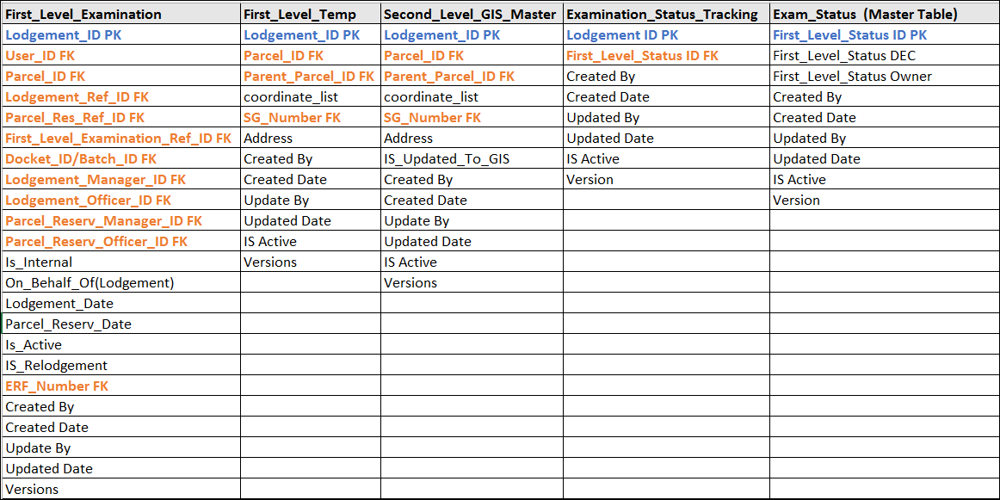 First_Level_Examination First_Level_Temp Second_Level_GIS_Master Examination_Status_Tracking Exam_Status (Master Table)
Lodgement_ID PK Lodgement_ID PK Lodgement_ID PK Lodgement ID PK First_Level_Status ID PK
User_ID FK Parcel_ID FK Parcel_ID FK First_Level_Status ID FK First_Level_Status DEC
Parcel_ID FK Parent_Parcel_ID FK Parent_Parcel_ID FK Created By First_Level_Status Owner
Lodgement_Ref_ID FK coordinate_list coordinate_list Created Date Created By
Parcel_Res_Ref_ID FK SG_Number FK SG_Number FK Updated By Created Date
First_Level_Examination_Ref_ID FK Address Address Updated Date Updated By
Docket_ID/Batch_ID FK Created By IS_Updated_To_GIS IS Active Updated Date
Lodgement_Manager_ID FK Created Date Created By Version IS Active
Lodgement_Officer_ID FK Update By Created Date Version
Parcel_Reserv_Manager_ID FK Updated Date Update By
Parcel_Reserv_Officer_ID FK IS Active Updated Date
Is_Internal Versions IS Active
On_Behalf_Of(Lodgement) Versions
Lodgement_Date
Parcel_Reserv_Date
Is_Active
IS_Relodgement
ERF_Number FK
Created By
Created Date
Update By
Updated Date
Versions